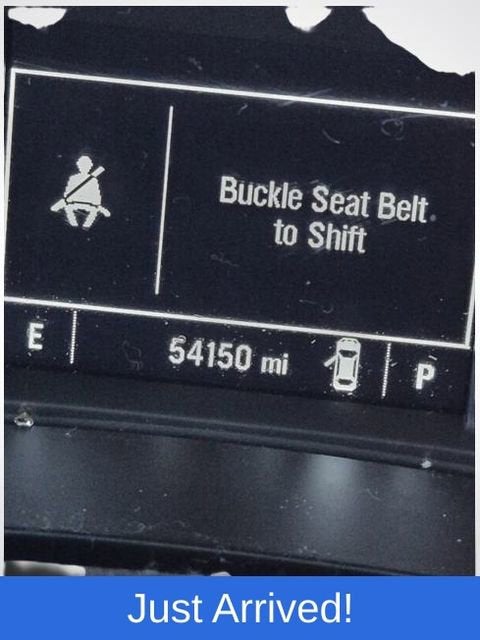 Buckle Seat Belt
to Shift
E
54150 mi
P
Just Arrived!